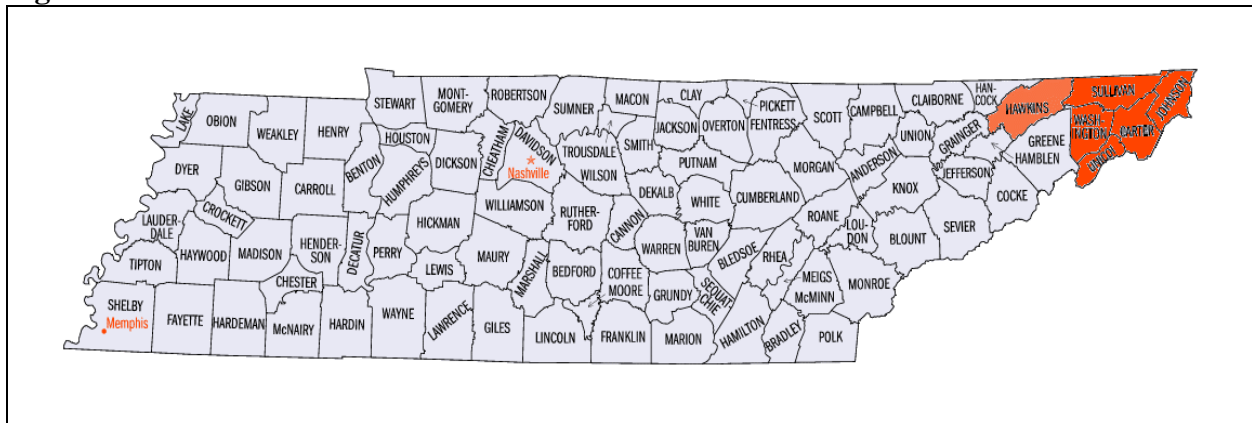 LAKE
OBION
WEAKLEY
HENRY
STEWART
MONT-
GOMERY
ROBERTSON
SUMNER
MACON
CLAY
PICKETT
FENTRESS
SCOTT
CAMPBELL
CLAIBORNE
HAN-
COCK
HAWKINS
SULLIVAN
JOHNSON
HOUSTON
CHEATHAM
DAVIDSON
Nashville
TROUSDALE
SMITH
JACKSON
OVERTON
MORGAN
ANDERSON
UNION
GRAINGER
GREENE
HAMBLEN
WASH-
INGTON
CARTER
UNICOI
DYER
GIBSON
CARROLL
BENTON
HUMPHREYS
DICKSON
WILSON
PUTNAM
DEKALB
WHITE
CUMBERLAND
KNOX
JEFFERSON
COCKE
LAUDER-
DALE
CROCKETT
HICKMAN
WILLIAMSON
RUTHER-
FORD
CANNON
VAN
BUREN
ROANE
LOU-
DON
BLOUNT
SEVIER
TIPTON
HAYWOOD
MADISON
HENDER-
SON
DECATUR
PERRY
LEWIS
MAURY
MARSHALL
BEDFORD
COFFEE
MOORE
WARREN
BLEDSOE
RHEA
MEIGS
McMINN
MONROE
CHESTER
GRUNDY
SEQUAT
CHIE
SHELBY
Memphis
FAYETTE
HARDEMAN
McNAIRY
HARDIN
WAYNE
LAWRENCE
GILES
LINCOLN
FRANKLIN
MARION
HAMILTON
BRADLEY
POLK